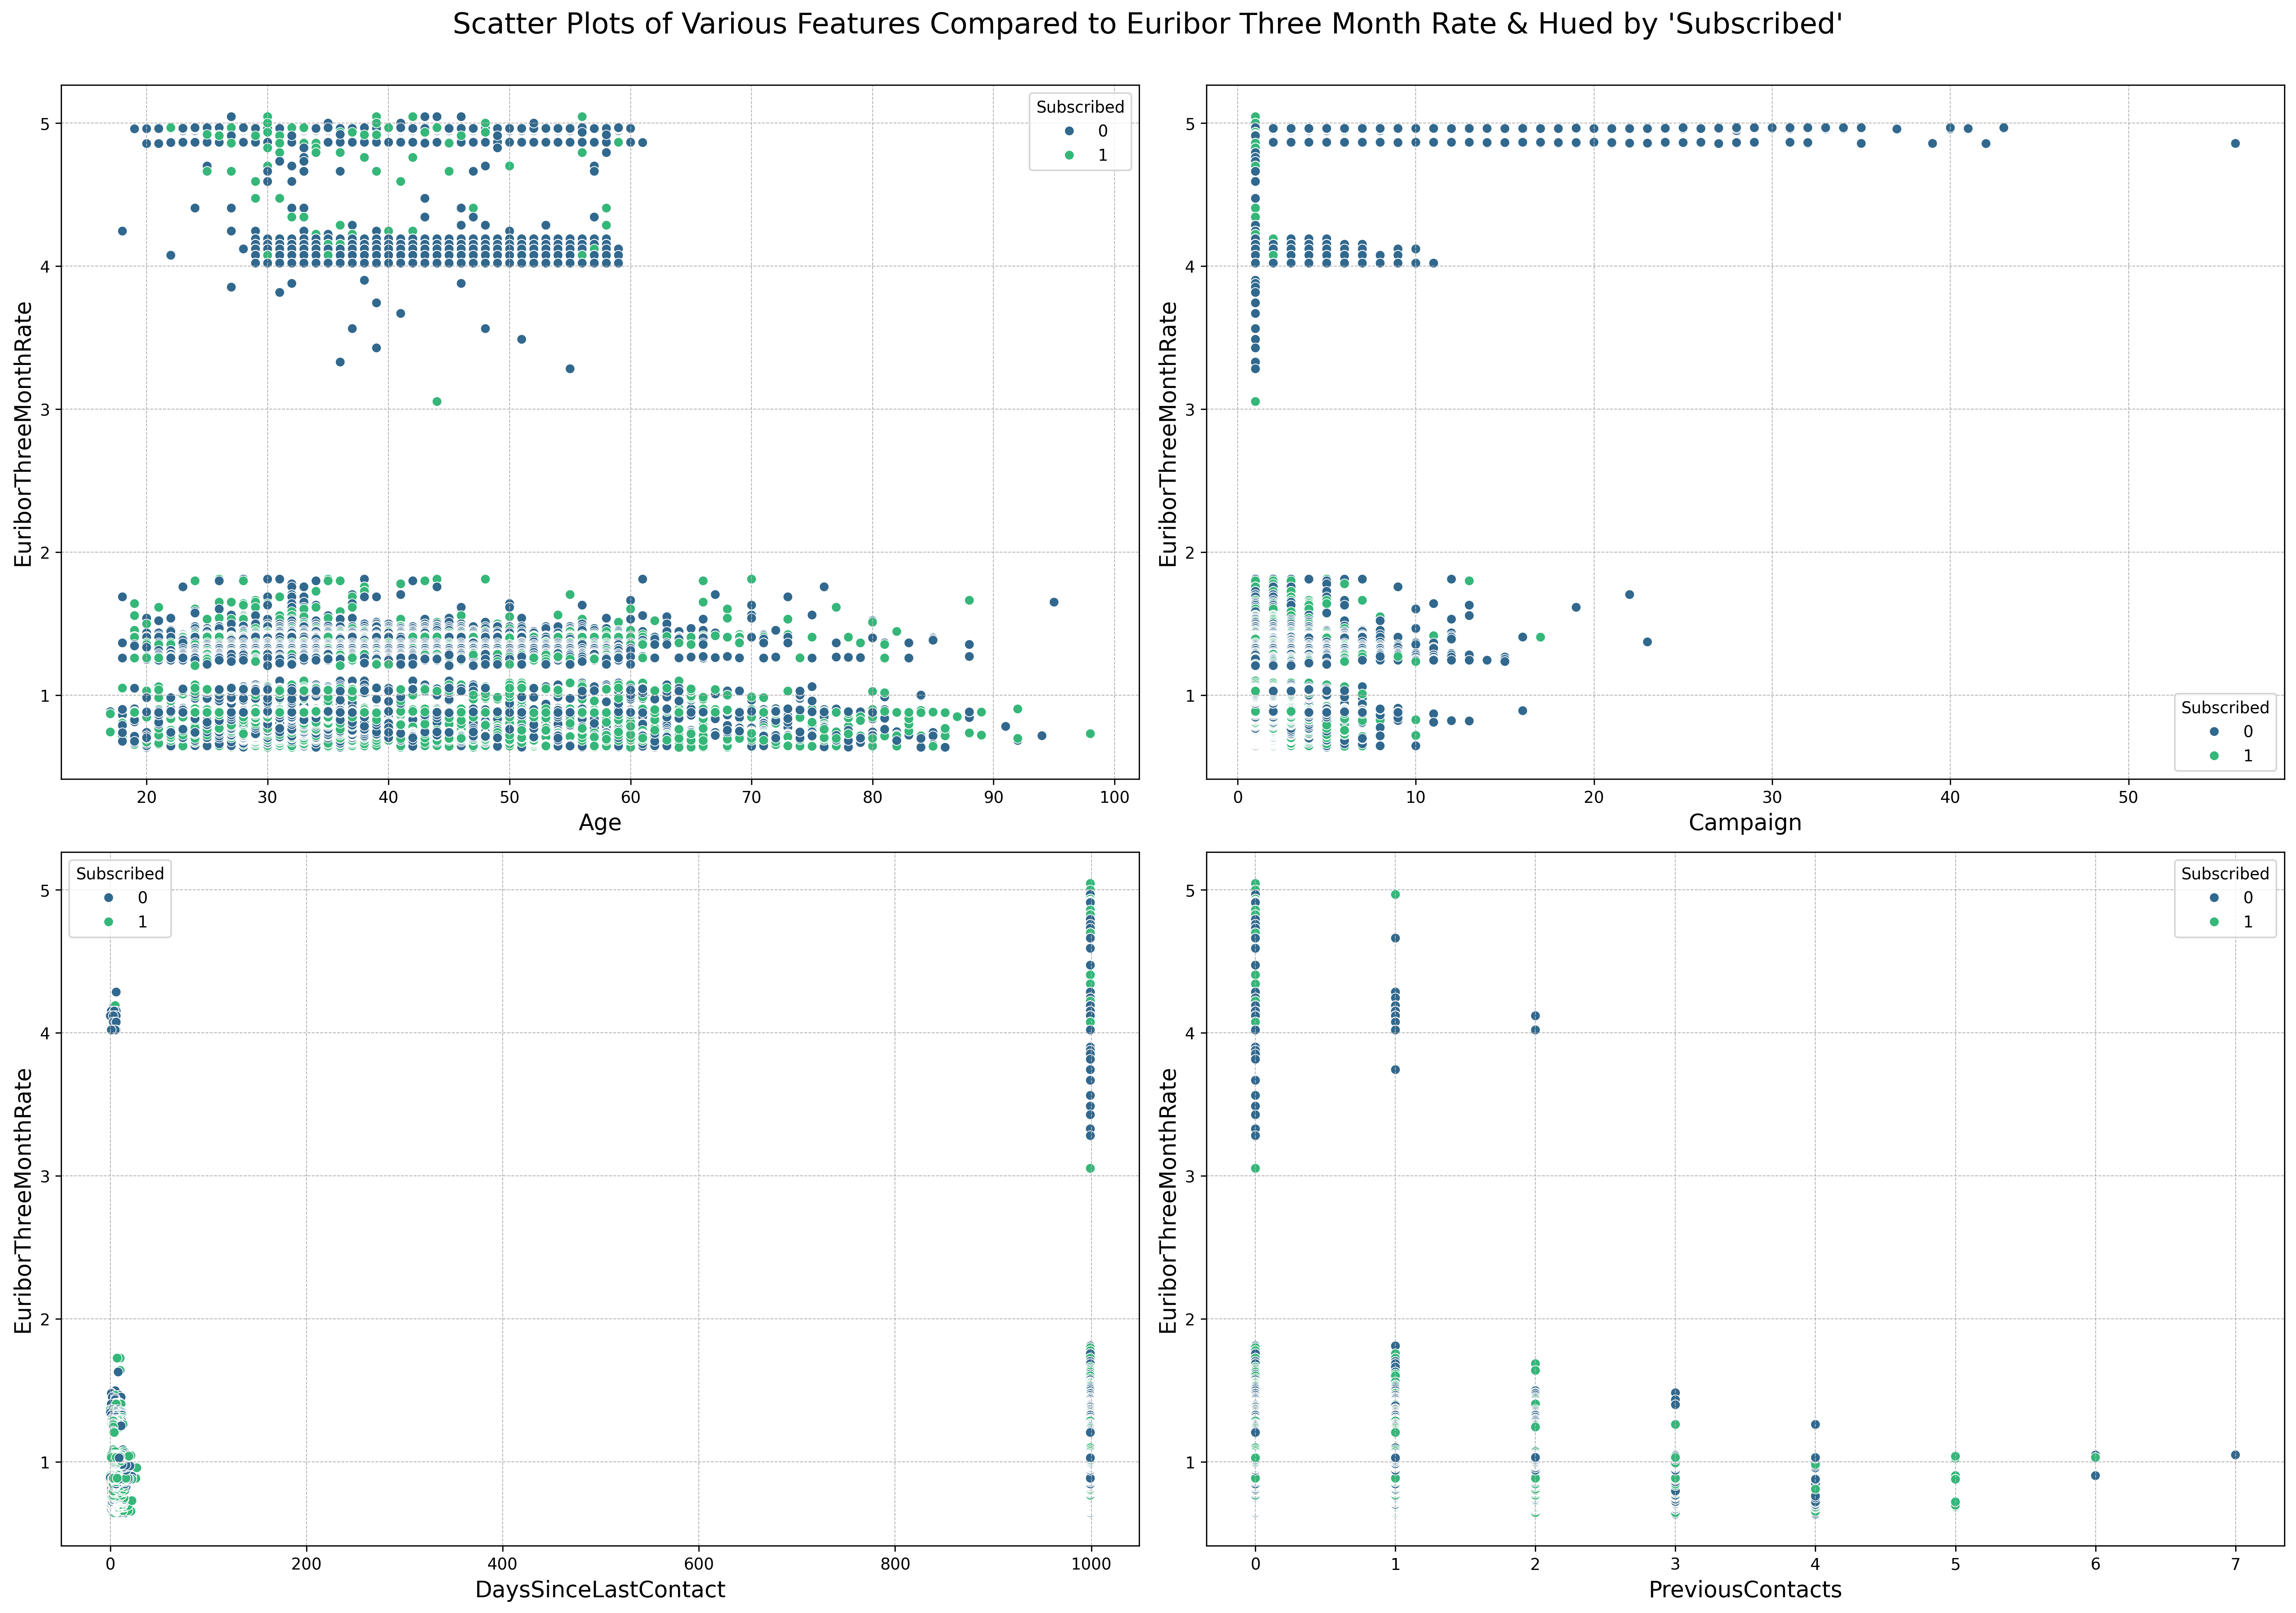 Scatter Plots of Various Features Compared to Euribor Three Month Rate & Hued by 'Subscribed'
EuriborThreeMonthRate
5
4
3
2
1
Subscribed
0
1
20 30 40 50 60 70 80 90 100
Age
EuriborThreeMonthRate
5
4
3
2
1
Subscribed
0
1
0 10 20 30 40 50
Campaign
EuriborThreeMonthRate
5
4
3
2
1
Subscribed
0
1
0 200 400 600 800 1000
DaysSinceLastContact
EuriborThreeMonthRate
5
4
3
2
1
Subscribed
0
1
0 1 2 3 4 5 6 7
PreviousContacts